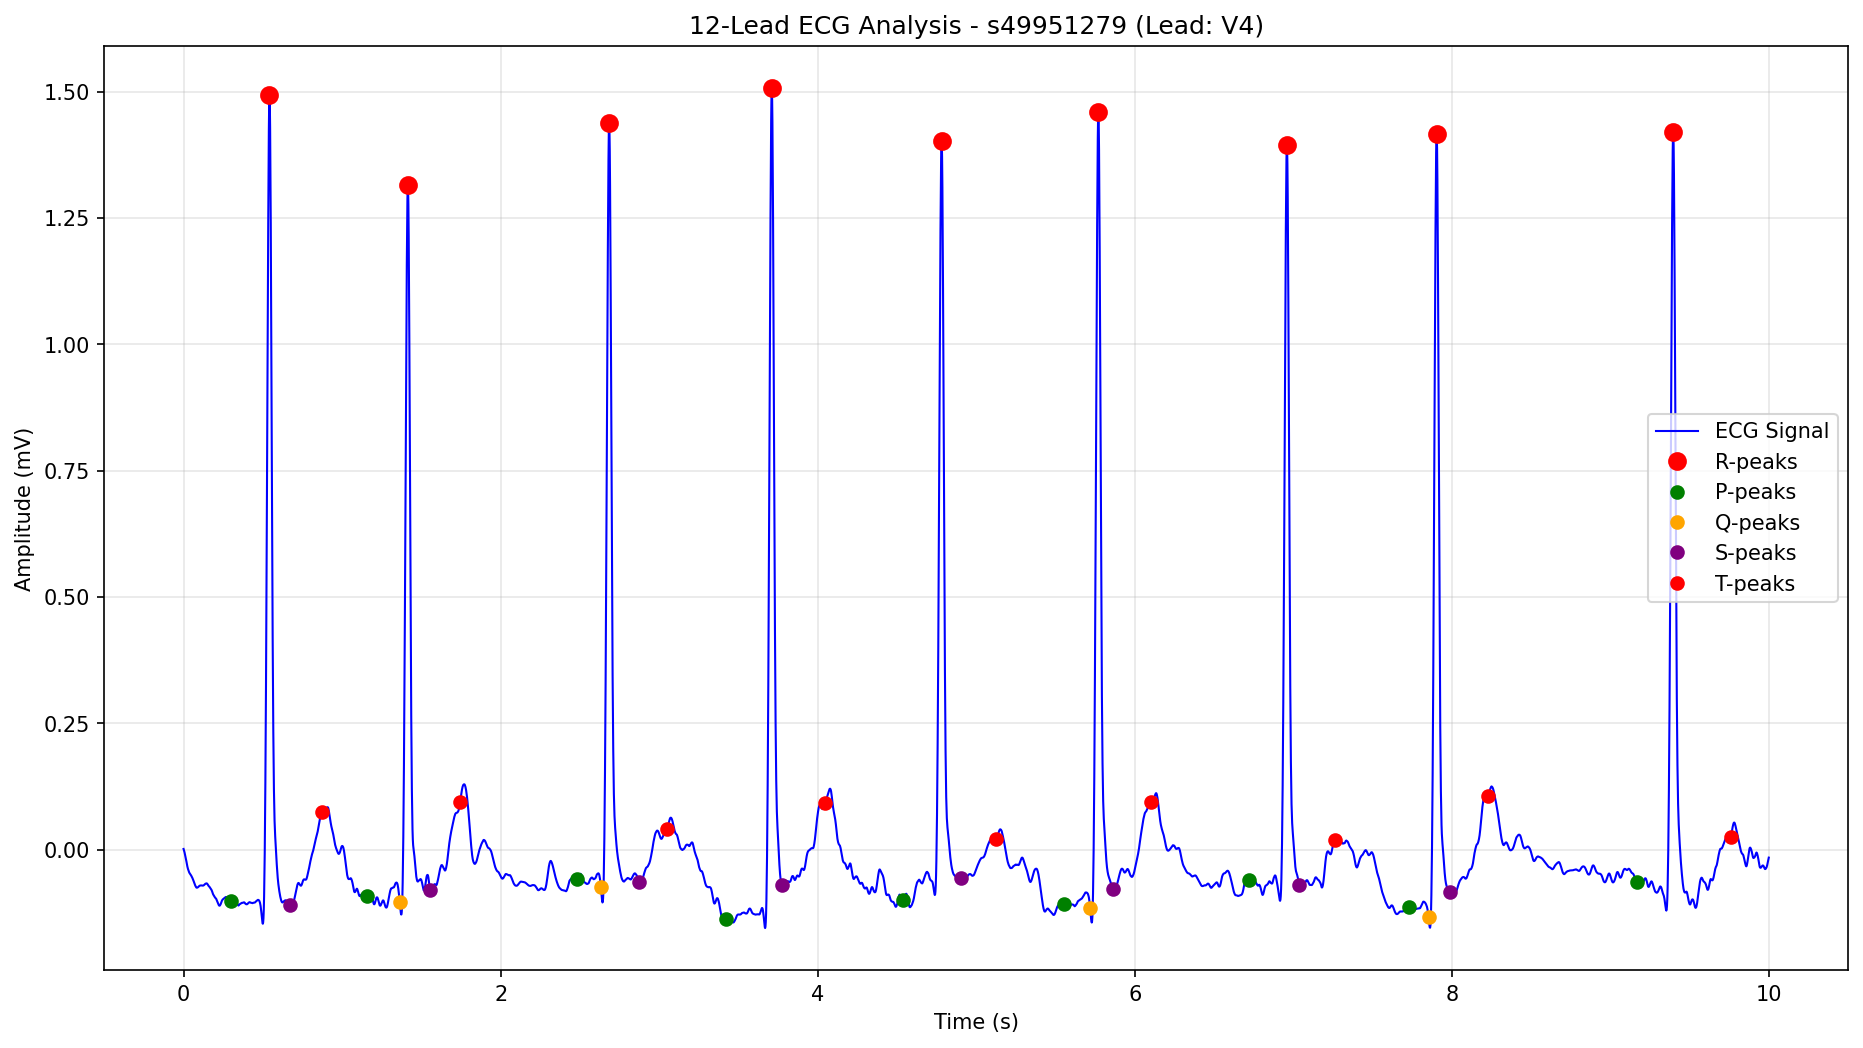 12-Lead ECG Analysis - s49951279 (Lead: V4)
1.50
1.25
1.00
0.75
0.50
0.25
0.00
Amplitude (mV)
ECG Signal
R-peaks
P-peaks
Q-peaks
S-peaks
T-peaks
0 2 4 6 8 10
Time (s)